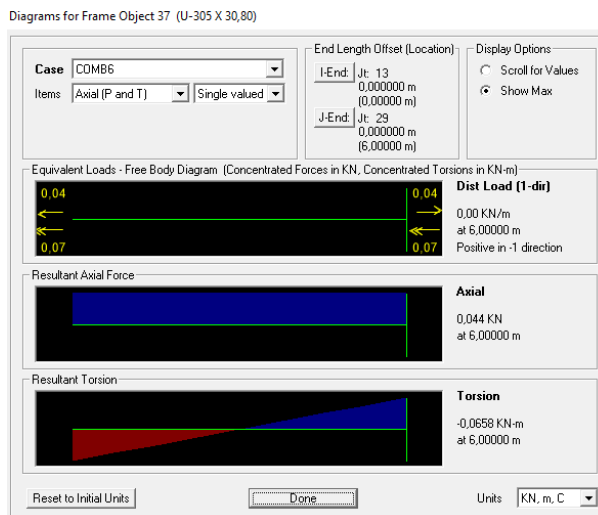 Diagrams for Frame Object 37 (U-305 X 30,80)
End Length Offset (Location)
Display Options
Case COMB6
Items Axial (P and T) Single valued
I-End: Jt: 13
0,000000 m
(0,00000 m)
J-End: Jt: 29
0,000000 m
(6,00000 m)
Scroll for Values
Show Max
Equivalent Loads - Free Body Diagram (Concentrated Forces in KN, Concentrated Torsions in KN-m)
0,04
0,04
0,07
0,07
Dist Load (1-dir)
0,00 KN/m
at 6,00000 m
Positive in -1 direction
Resultant Axial Force
Axial
0,044 KN
at 6,00000 m
Resultant Torsion
Torsion
-0,0658 KN-m
at 6,00000 m
Reset to Initial Units
Done
Units KN, m, C